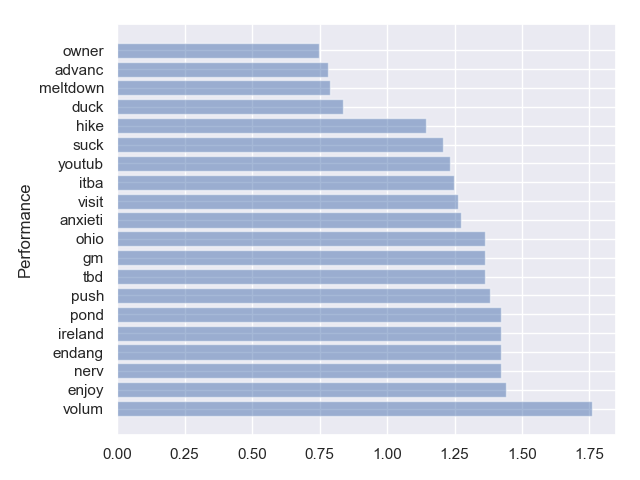 owner
advanc
meltdown
duck
hike
suck
youtub
itba
visit
anxieti
ohio
gm
tbd
push
pond
ireland
endang
nerv
enjoy
volum
Performance
0.00 0.25 0.50 0.75 1.00 1.25 1.50 1.75